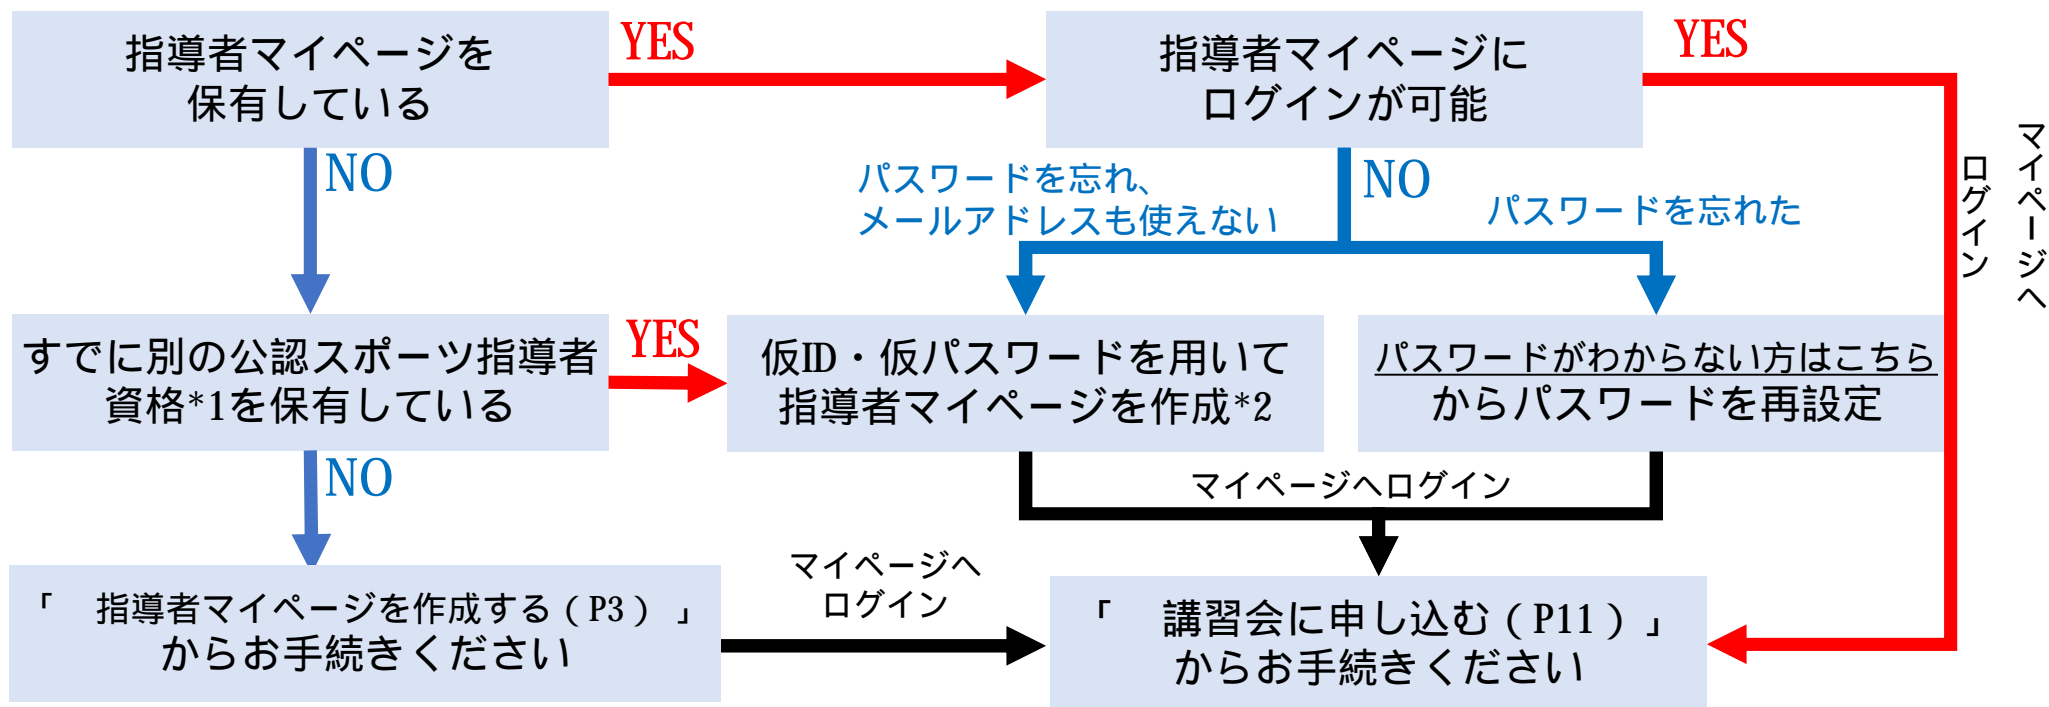 指導者マイページを
保有している
YES
指導者マイページに
ログインが可能
YES
マイページへ
ログイン
NO
パスワードを忘れ、
メールアドレスも使えない
NO
パスワードを忘れた
すでに別の公認スポーツ指導者
資格*1を保有している
YES
仮ID・仮パスワードを用いて
指導者マイページを作成*2
パスワードがわからない方はこちら
からパスワードを再設定
NO
マイページへログイン
「　指導者マイページを作成する（P3）」
からお手続きください
マイページへ
ログイン
「　講習会に申し込む（P11）」
からお手続きください